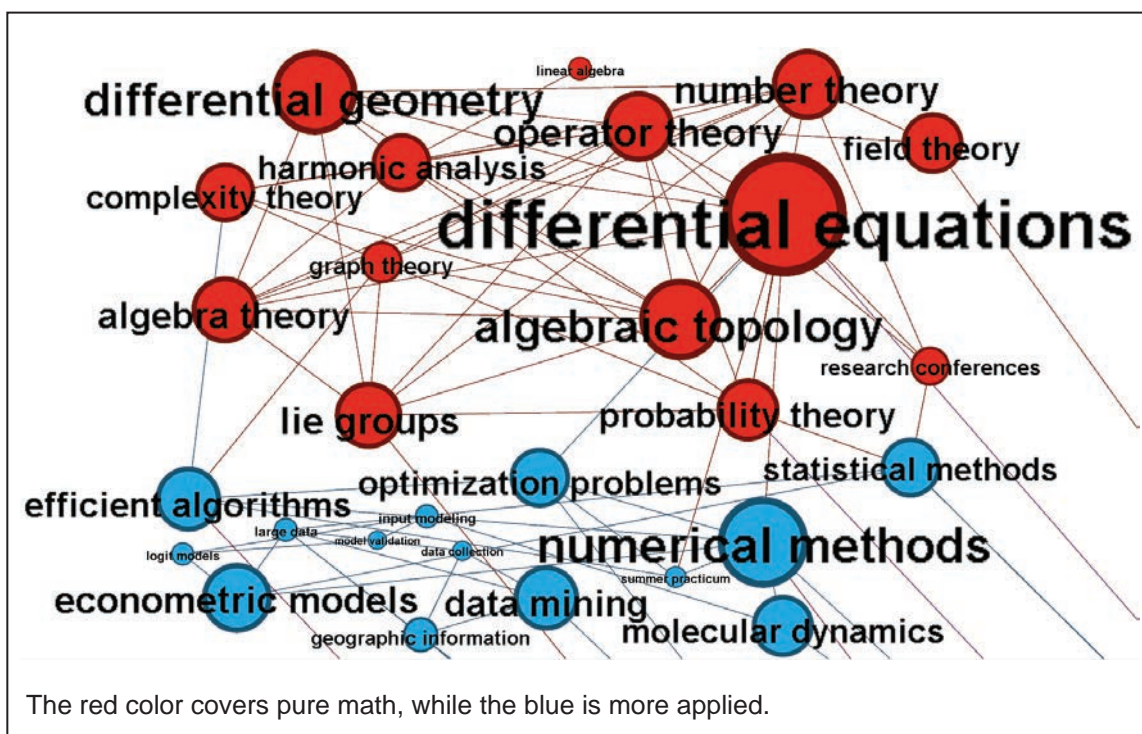 linear algebra
differential geometry
number theory
operator theory
field theory
harmonic analysis
complexity theory
differential equations
graph theory
algebra theory
algebraic topology
research conferences
lie groups
probability theory
statistical methods
optimization problems
efficient algorithms
input modeling
large data
model validation
data collection
logit models
numerical methods
summer practicum
econometric models
data mining
molecular dynamics
geographic information
The red color covers pure math, while the blue is more applied.